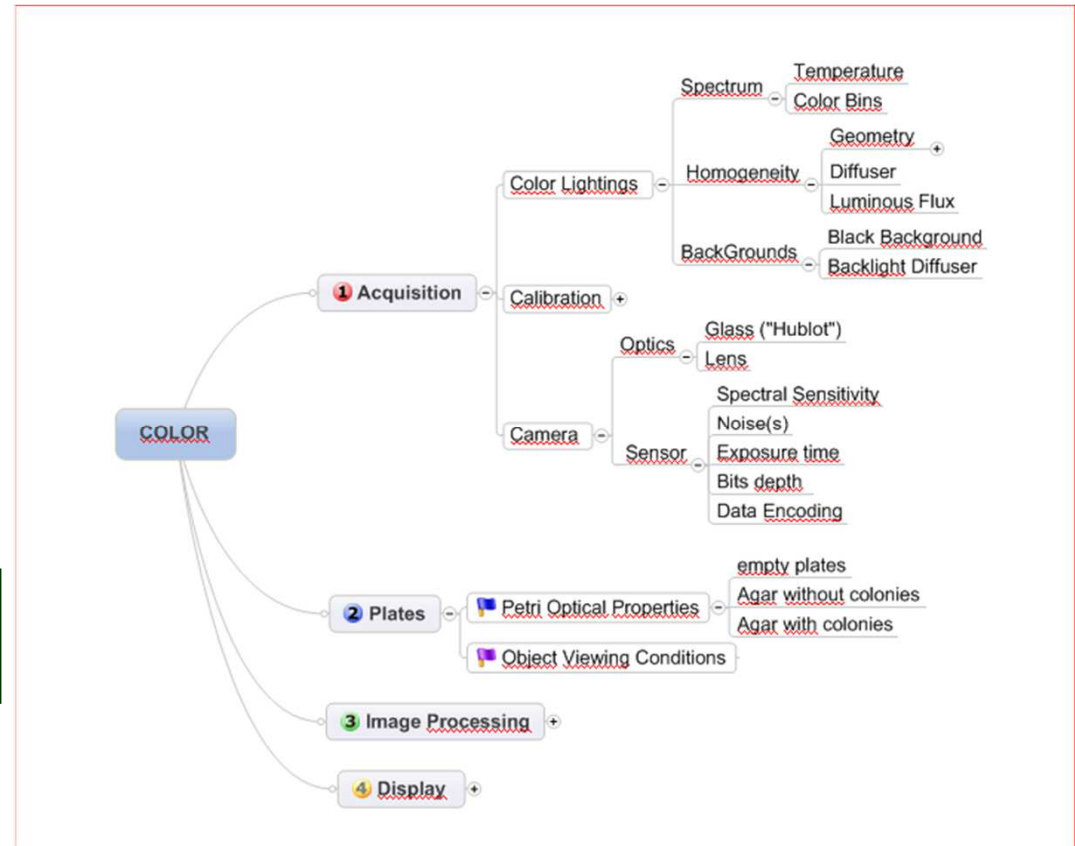 COLOR
1 Acquisition
Color Lightings
Spectrum
Temperature
Color Bins
Homogeneity
Geometry
Diffuser
Luminous Flux
BackGrounds
Black Background
Backlight Diffuser
Calibration
Camera
Optics
Glass ("Hublot")
Lens
Sensor
Spectral Sensitivity
Noise(s)
Exposure time
Bits depth
Data Encoding
2 Plates
Petri Optical Properties
empty plates
Agar without colonies
Agar with colonies
Object Viewing Conditions
3 Image Processing
4 Display